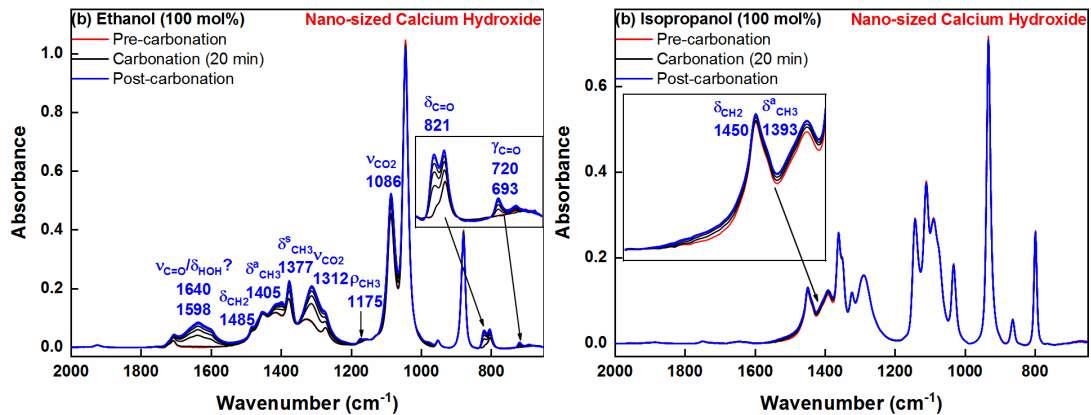 (b) Ethanol (100 mol%)
Nano-sized Calcium Hydroxide
Pre-carbonation
Carbonation (20 min)
Post-carbonation
δC=O
821
γC=O
720
693
νCO2
1086
νC=O/δHOH?
1640
1598
δCH2
1485
δaCH3
1405
δsCH3
1377
νCO2
1312
ρCH3
1175
Absorbance
1.0
0.8
0.6
0.4
0.2
0.0
2000 1800 1600 1400 1200 1000 800
Wavenumber (cm-1)
(b) Isopropanol (100 mol%)
Nano-sized Calcium Hydroxide
Pre-carbonation
Carbonation (20 min)
Post-carbonation
δCH2
1450
δaCH3
1393
Absorbance
0.6
0.4
0.2
0.0
2000 1800 1600 1400 1200 1000 800
Wavenumber (cm-1)